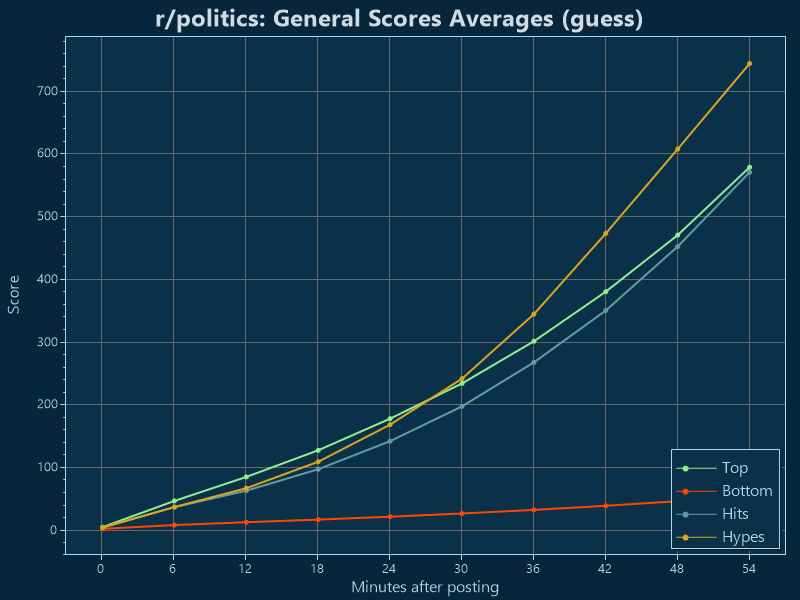 r/politics: General Scores Averages (guess)
Score
700
600
500
400
300
200
100
0
0 6 12 18 24 30 36 42 48 54
Minutes after posting
Top
Bottom
Hits
Hypes